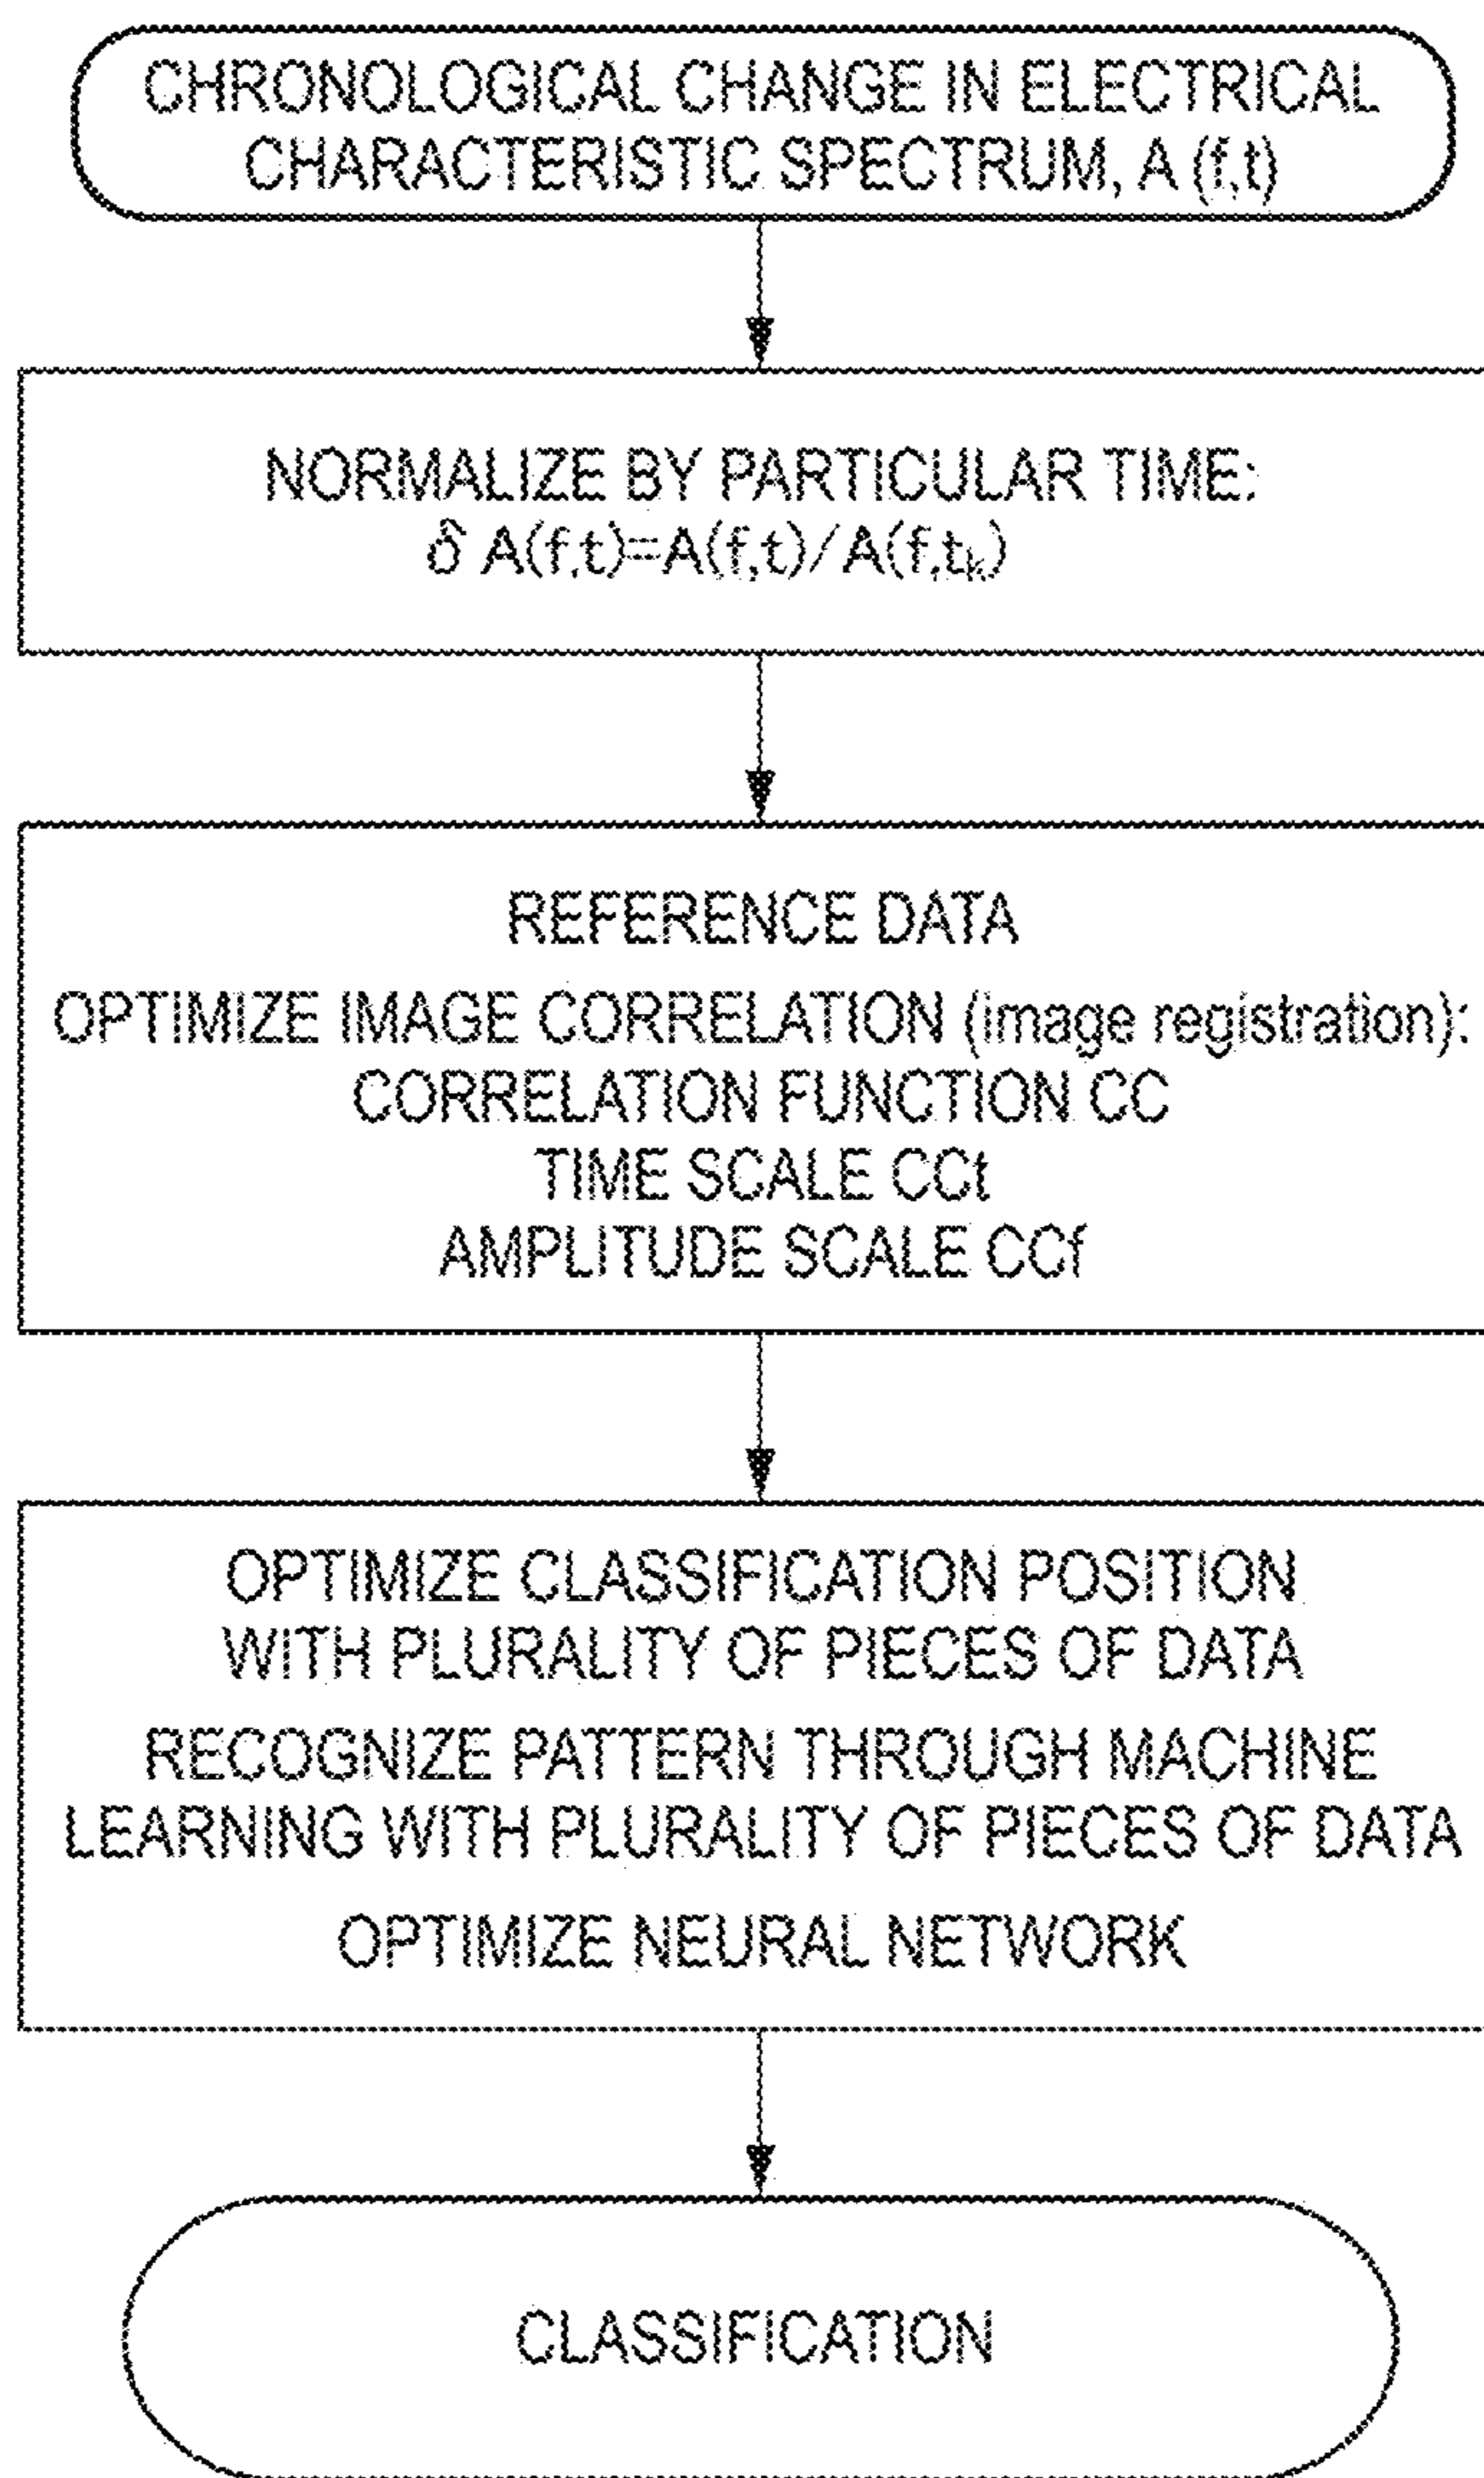 CHRONOLOGICAL CHANGE IN ELECTRICAL
CHARACTERISTIC SPECTRUM, A (f,t)
NORMALIZE BY PARTICULAR TIME:
δ A(f,t)=A(f,t)/A(f,tₖ)
REFERENCE DATA
OPTIMIZE IMAGE CORRELATION (image registration):
CORRELATION FUNCTION CC
TIME SCALE CCt
AMPLITUDE SCALE CCf
OPTIMIZE CLASSIFICATION POSITION
WITH PLURALITY OF PIECES OF DATA
RECOGNIZE PATTERN THROUGH MACHINE
LEARNING WITH PLURALITY OF PIECES OF DATA
OPTIMIZE NEURAL NETWORK
CLASSIFICATION